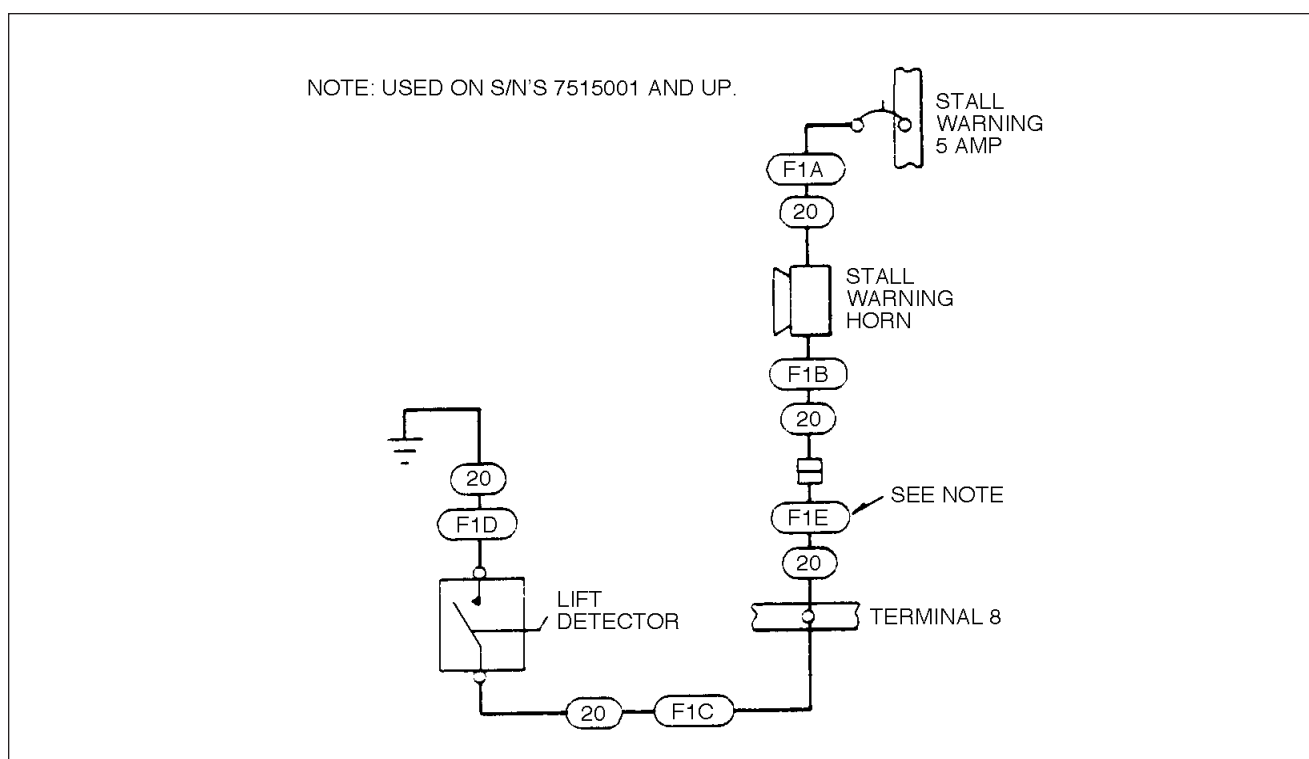 NOTE: USED ON S/N'S 7515001 AND UP.
STALL
WARNING
5 AMP
F1A
20
STALL
WARNING
HORN
F1B
20
SEE NOTE
F1E
20
TERMINAL 8
20
F1D
LIFT
DETECTOR
20
F1C